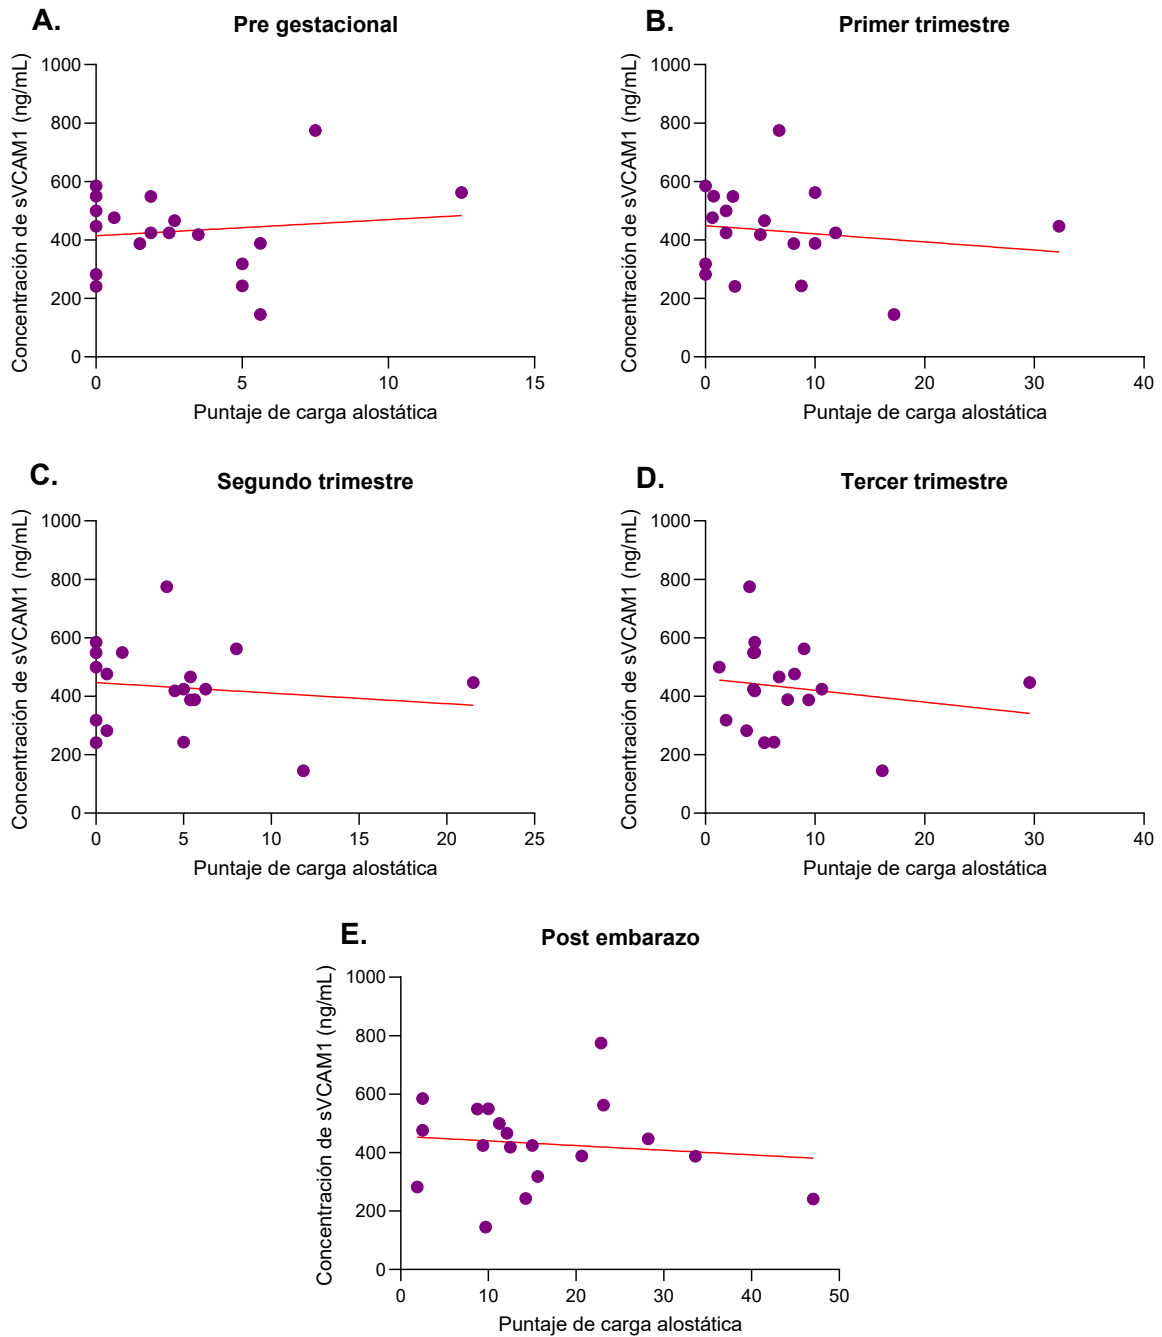 A.
Pre gestacional
Concentración de sVCAM1 (ng/mL)
1000
800
600
400
200
0
0 5 10 15
Puntaje de carga alostática
B.
Primer trimestre
Concentración de sVCAM1 (ng/mL)
1000
800
600
400
200
0
0 10 20 30 40
Puntaje de carga alostática
C.
Segundo trimestre
Concentración de sVCAM1 (ng/mL)
1000
800
600
400
200
0
0 5 10 15 20 25
Puntaje de carga alostática
D.
Tercer trimestre
Concentración de sVCAM1 (ng/mL)
1000
800
600
400
200
0
0 10 20 30 40
Puntaje de carga alostática
E.
Post embarazo
Concentración de sVCAM1 (ng/mL)
1000
800
600
400
200
0
0 10 20 30 40 50
Puntaje de carga alostática